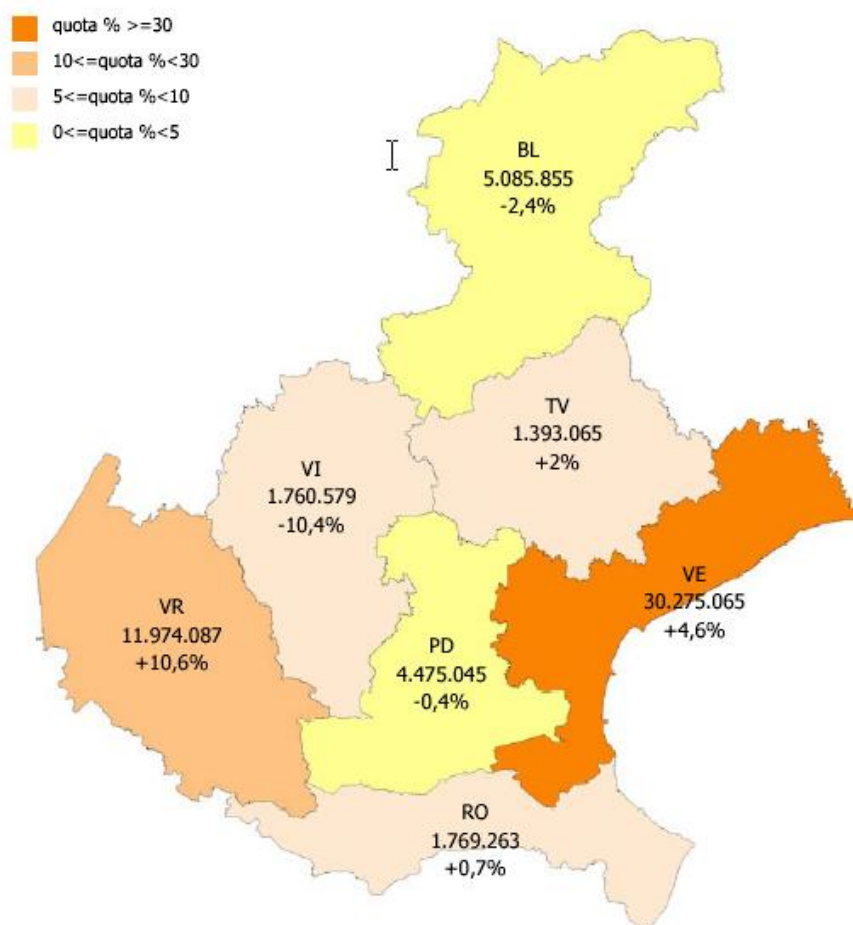 quota % >=30
10<=quota %<30
5<=quota %<10
0<=quota %<5
BL
5.085.855
-2,4%
TV
1.393.065
+2%
VI
1.760.579
-10,4%
VE
30.275.065
+4,6%
VR
11.974.087
+10,6%
PD
4.475.045
-0,4%
RO
1.769.263
+0,7%